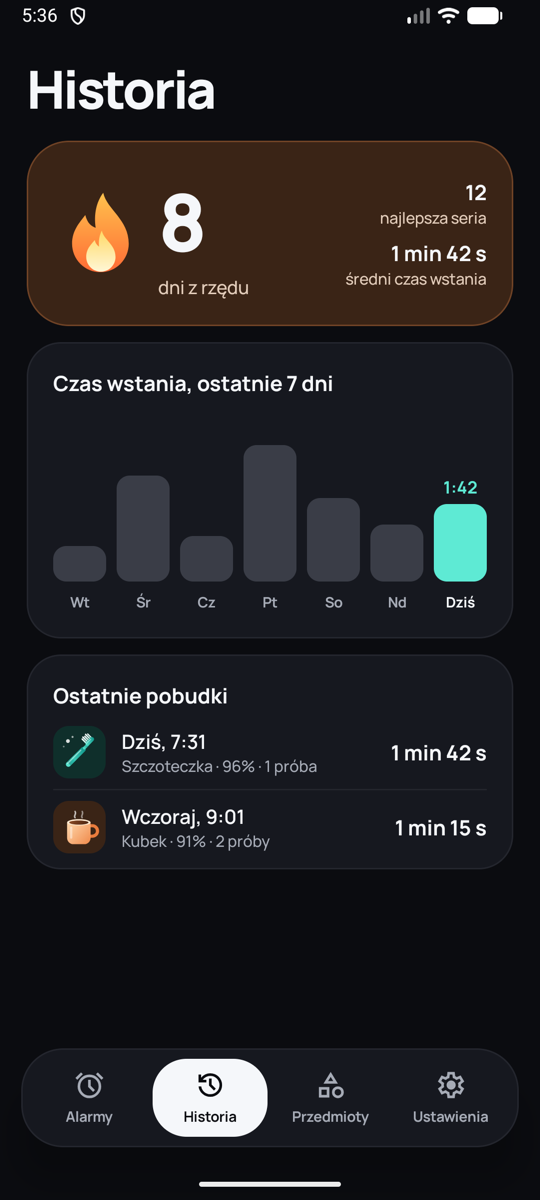 5:36
Historia
8
dni z rzędu
12
najlepsza seria
1 min 42 s
średni czas wstania
Czas wstania, ostatnie 7 dni
1:42
Wt Śr Cz Pt So Nd Dziś
Ostatnie pobudki
Dziś, 7:31
Szczoteczka · 96% · 1 próba
1 min 42 s
Wczoraj, 9:01
Kubek · 91% · 2 próby
1 min 15 s
Alarmy Historia Przedmioty Ustawienia